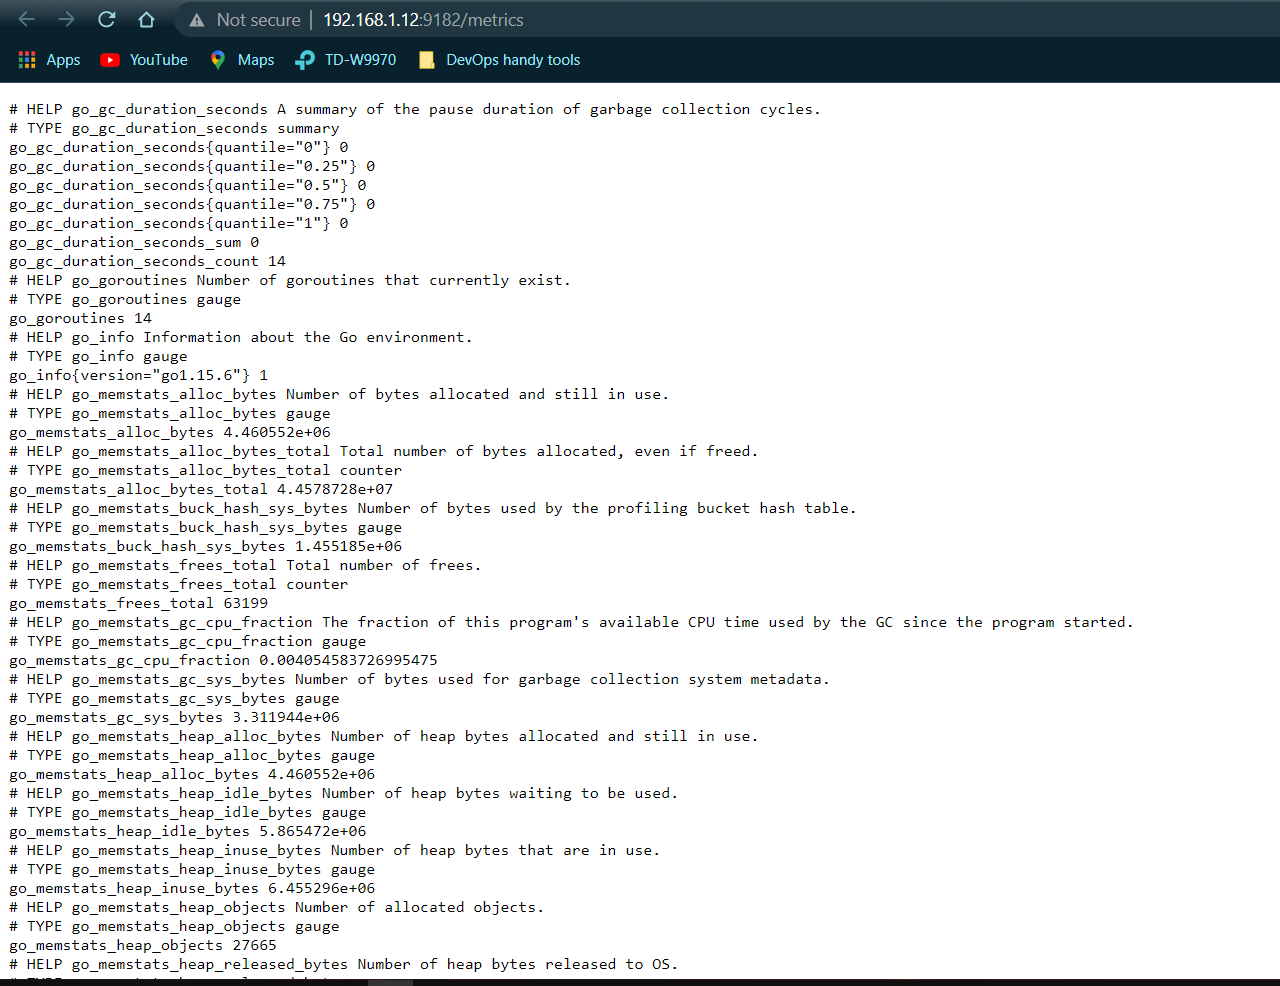 Not secure | 192.168.1.12:9182/metrics
Apps YouTube Maps TD-W9970 DevOps handy tools
# HELP go_gc_duration_seconds A summary of the pause duration of garbage collection cycles.
# TYPE go_gc_duration_seconds summary
go_gc_duration_seconds{quantile="0"} 0
go_gc_duration_seconds{quantile="0.25"} 0
go_gc_duration_seconds{quantile="0.5"} 0
go_gc_duration_seconds{quantile="0.75"} 0
go_gc_duration_seconds{quantile="1"} 0
go_gc_duration_seconds_sum 0
go_gc_duration_seconds_count 14
# HELP go_goroutines Number of goroutines that currently exist.
# TYPE go_goroutines gauge
go_goroutines 14
# HELP go_info Information about the Go environment.
# TYPE go_info gauge
go_info{version="go1.15.6"} 1
# HELP go_memstats_alloc_bytes Number of bytes allocated and still in use.
# TYPE go_memstats_alloc_bytes gauge
go_memstats_alloc_bytes 4.460552e+06
# HELP go_memstats_alloc_bytes_total Total number of bytes allocated, even if freed.
# TYPE go_memstats_alloc_bytes_total counter
go_memstats_alloc_bytes_total 4.4578728e+07
# HELP go_memstats_buck_hash_sys_bytes Number of bytes used by the profiling bucket hash table.
# TYPE go_memstats_buck_hash_sys_bytes gauge
go_memstats_buck_hash_sys_bytes 1.455185e+06
# HELP go_memstats_frees_total Total number of frees.
# TYPE go_memstats_frees_total counter
go_memstats_frees_total 63199
# HELP go_memstats_gc_cpu_fraction The fraction of this program's available CPU time used by the GC since the program started.
# TYPE go_memstats_gc_cpu_fraction gauge
go_memstats_gc_cpu_fraction 0.004054583726995475
# HELP go_memstats_gc_sys_bytes Number of bytes used for garbage collection system metadata.
# TYPE go_memstats_gc_sys_bytes gauge
go_memstats_gc_sys_bytes 3.311944e+06
# HELP go_memstats_heap_alloc_bytes Number of heap bytes allocated and still in use.
# TYPE go_memstats_heap_alloc_bytes gauge
go_memstats_heap_alloc_bytes 4.460552e+06
# HELP go_memstats_heap_idle_bytes Number of heap bytes waiting to be used.
# TYPE go_memstats_heap_idle_bytes gauge
go_memstats_heap_idle_bytes 5.865472e+06
# HELP go_memstats_heap_inuse_bytes Number of heap bytes that are in use.
# TYPE go_memstats_heap_inuse_bytes gauge
go_memstats_heap_inuse_bytes 6.455296e+06
# HELP go_memstats_heap_objects Number of allocated objects.
# TYPE go_memstats_heap_objects gauge
go_memstats_heap_objects 27665
# HELP go_memstats_heap_released_bytes Number of heap bytes released to OS.